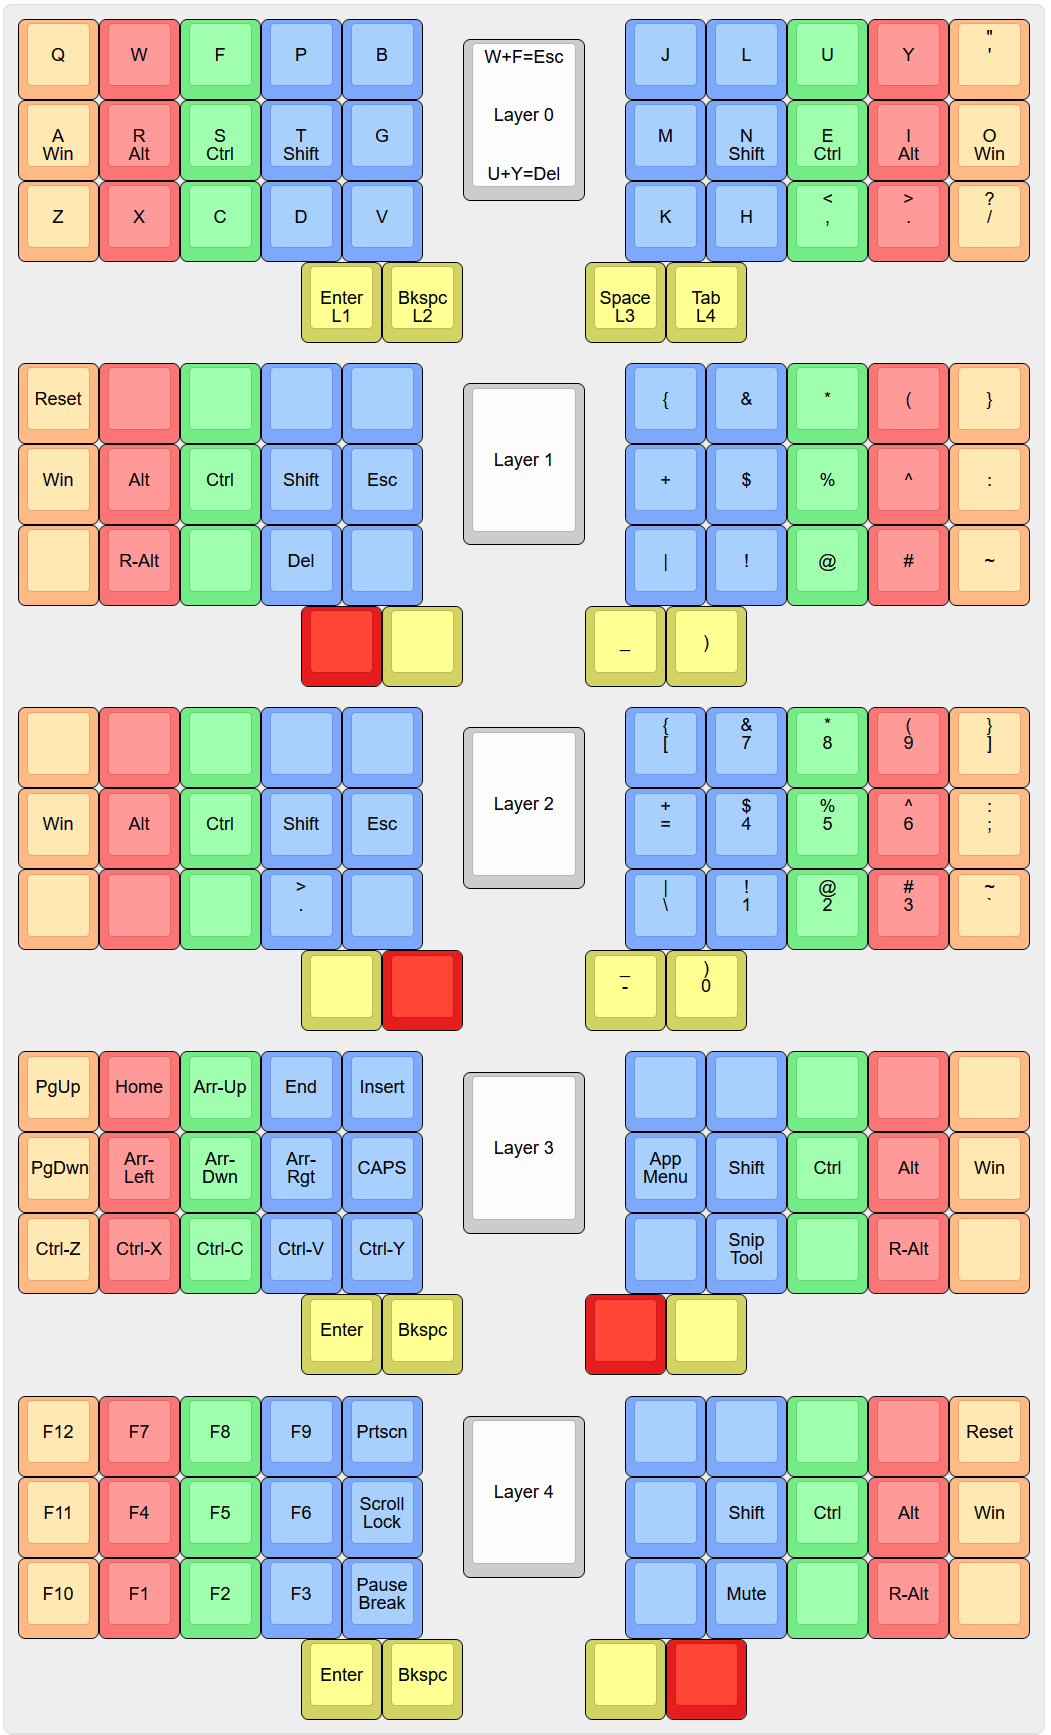 Q W F P B
W+F=Esc
Layer 0
U+Y=Del
J L U Y "
'
A R S T G
Win Alt Ctrl Shift
M N E I O
Shift Ctrl Alt Win
Z X C D V
K H < > ?
, . /
Enter Bkspc
L1 L2
Space Tab
L3 L4
Reset
Layer 1
{ & * ( }
Win Alt Ctrl Shift Esc
+ $ % ^ :
R-Alt Del
| ! @ # ~
_ )
Layer 2
{ & * ( }
[ 7 8 9 ]
Win Alt Ctrl Shift Esc
+ $ % ^ :
= 4 5 6 ;
>
.
| ! @ # ~
\ 1 2 3 `
_ )
- 0
PgUp Home Arr-Up End Insert
Layer 3
PgDwn Arr- Arr- Arr- CAPS
Left Dwn Rgt
App Shift Ctrl Alt Win
Menu
Ctrl-Z Ctrl-X Ctrl-C Ctrl-V Ctrl-Y
Snip R-Alt
Tool
Enter Bkspc
F12 F7 F8 F9 Prtscn
Layer 4
Reset
F11 F4 F5 F6 Scroll
Lock
Shift Ctrl Alt Win
F10 F1 F2 F3 Pause
Break
Mute R-Alt
Enter Bkspc